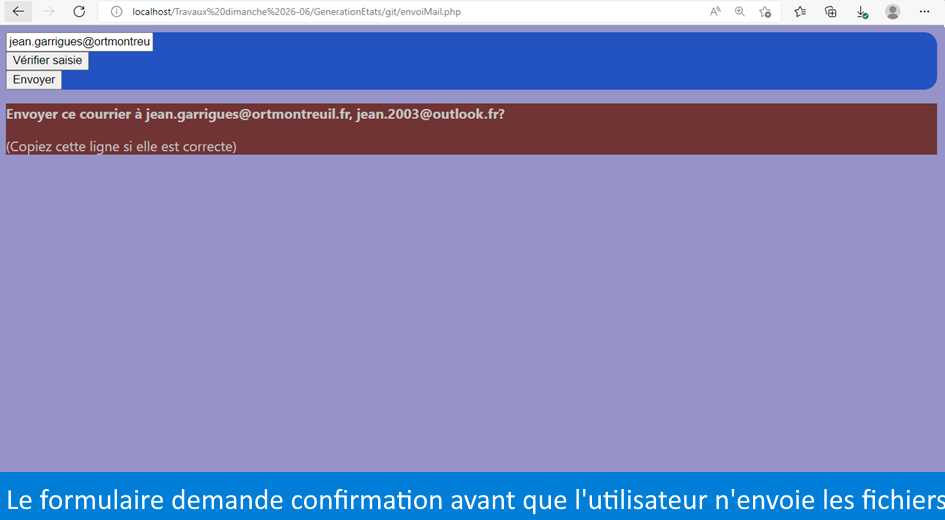 localhost/Travaux%20dimanche%2026-06/GenerationEtats/git/envoiMail.php
jean.garrigues@ortmontreu
Vérifier saisie
Envoyer
Envoyer ce courrier à jean.garrigues@ortmontreuil.fr, jean.2003@outlook.fr?
(Copiez cette ligne si elle est correcte)
Le formulaire demande confirmation avant que l'utilisateur n'envoie les fichiers